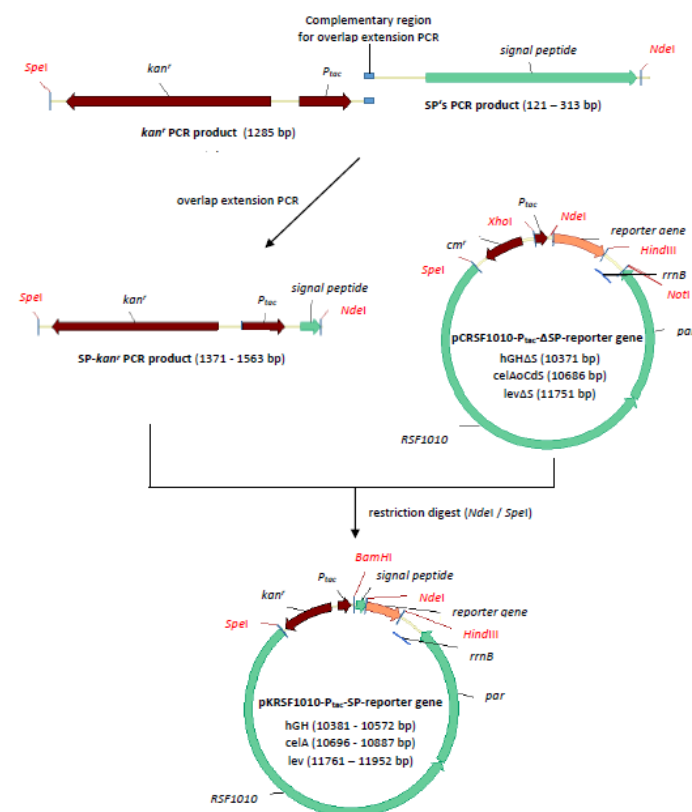 Complementary region
for overlap extension PCR
signal peptide
NdeI
SpeI
kanʳ
Ptac
SP's PCR product (121 – 313 bp)
kanʳ PCR product (1285 bp)
overlap extension PCR
Ptac
XhoI
NdeI
reporter gene
cmʳ
HindIII
SpeI
rrnB
NotI
signal peptide
SpeI
kanʳ
Ptac
NdeI
par
SP-kanʳ PCR product (1371 - 1563 bp)
pCRSF1010-Ptac-ΔSP-reporter gene
hGHΔS (10371 bp)
celAoCdS (10686 bp)
levΔS (11751 bp)
RSF1010
restriction digest (NdeI / SpeI)
BamHI
Ptac
signal peptide
kanʳ
NdeI
reporter gene
SpeI
HindIII
rrnB
par
pKRSF1010-Ptac-SP-reporter gene
hGH (10381 - 10572 bp)
celA (10696 - 10887 bp)
lev (11761 – 11952 bp)
RSF1010